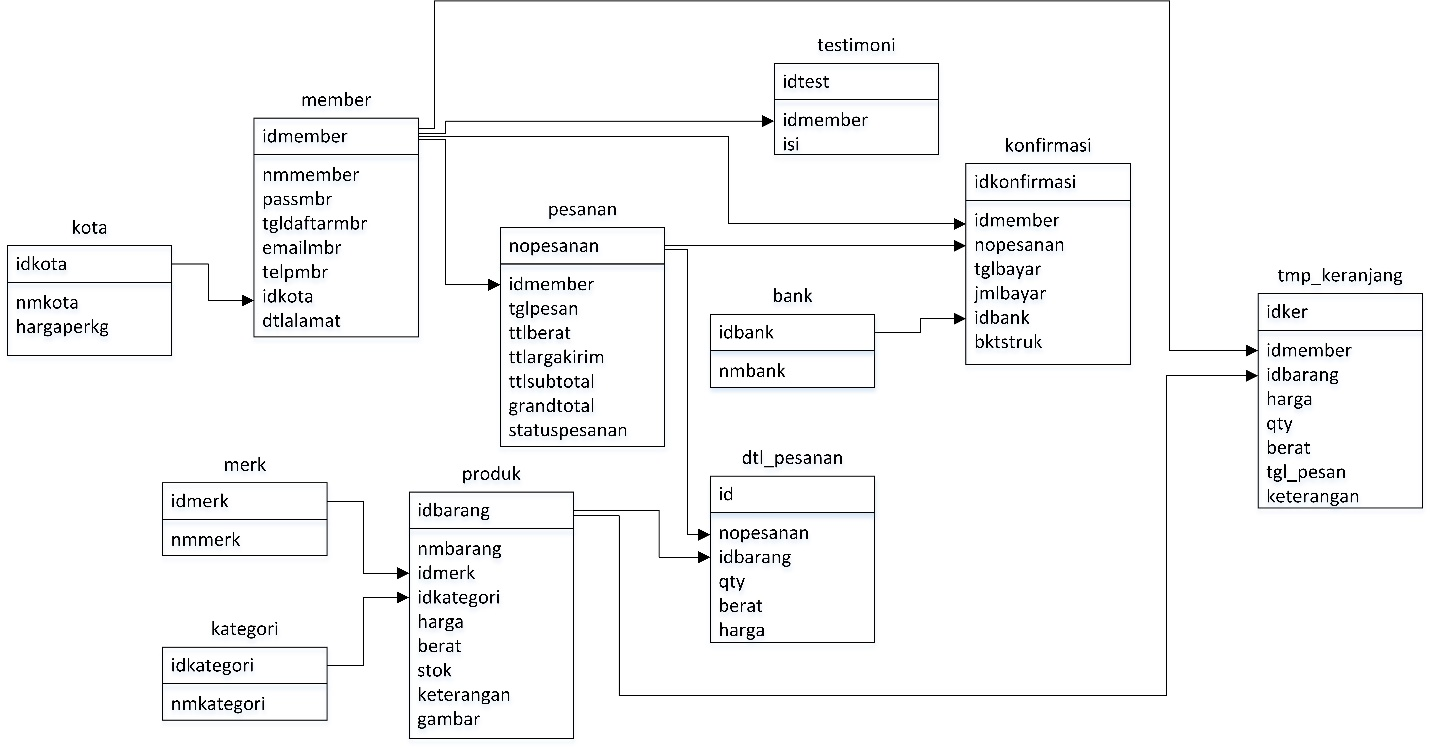 testimoni
idtest
idmember
isi
member
idmember
nmmember
passmbr
tgldaftarmbr
emailmbr
telpmbr
idkota
dtlalamat
konfirmasi
idkonfirmasi
idmember
nopesanan
tglbayar
jmlbayar
idbank
bktstruk
kota
idkota
nmkota
hargaperkg
pesanan
nopesanan
idmember
tglpesan
ttlberat
ttlargakirim
ttlsubtotal
grandtotal
statuspesanan
bank
idbank
nmbank
tmp_keranjang
idker
idmember
idbarang
harga
qty
berat
tgl_pesan
keterangan
merk
idmerk
nmmerk
produk
idbarang
nmbarang
idmerk
idkategori
harga
berat
stok
keterangan
gambar
dtl_pesanan
id
nopesanan
idbarang
qty
berat
harga
kategori
idkategori
nmkategori